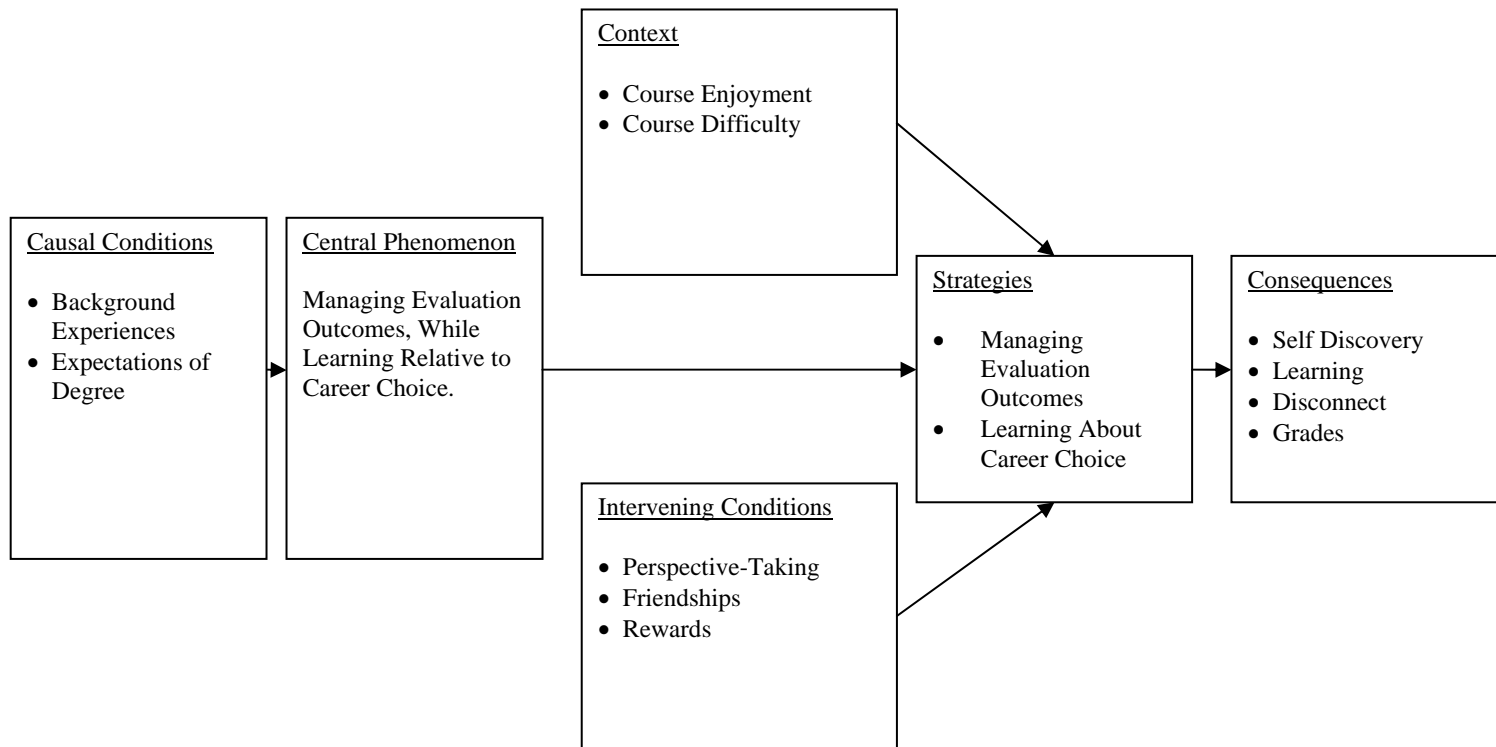 Context
• Course Enjoyment
• Course Difficulty
Causal Conditions
• Background
Experiences
• Expectations of
Degree
Central Phenomenon
Managing Evaluation
Outcomes, While
Learning Relative to
Career Choice.
Strategies
• Managing
Evaluation
Outcomes
• Learning About
Career Choice
Consequences
• Self Discovery
• Learning
• Disconnect
• Grades
Intervening Conditions
• Perspective-Taking
• Friendships
• Rewards